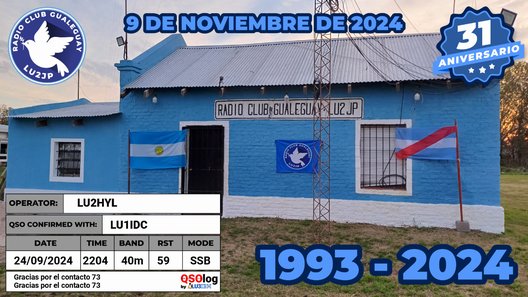 9 DE NOVIEMBRE DE 2024
RADIO CLUB GUALEGUAY
LU2JP
31
ANIVERSARIO
2024
RADIO CLUB GUALEGUAY LU2JP
OPERATOR: LU2HYL
QSO CONFIRMED WITH: LU1IDC
DATE TIME BAND RST MODE
24/09/2024 2204 40m 59 SSB
Gracias por el contacto 73
Gracias por el contacto 73
QSOlog
by
1993 - 2024